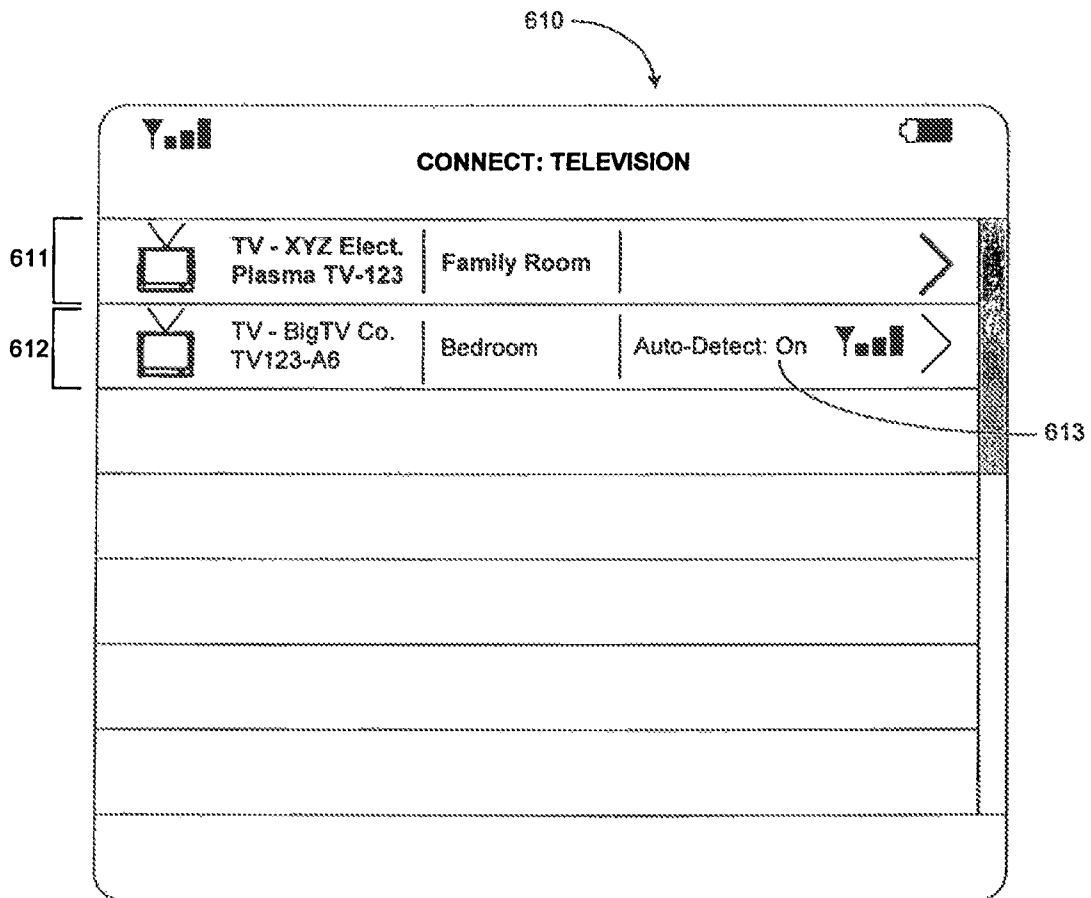 610
CONNECT: TELEVISION
611
TV - XYZ Elect.
Plasma TV-123
Family Room
612
TV - BigTV Co.
TV123-A6
Bedroom
Auto-Detect: On
613